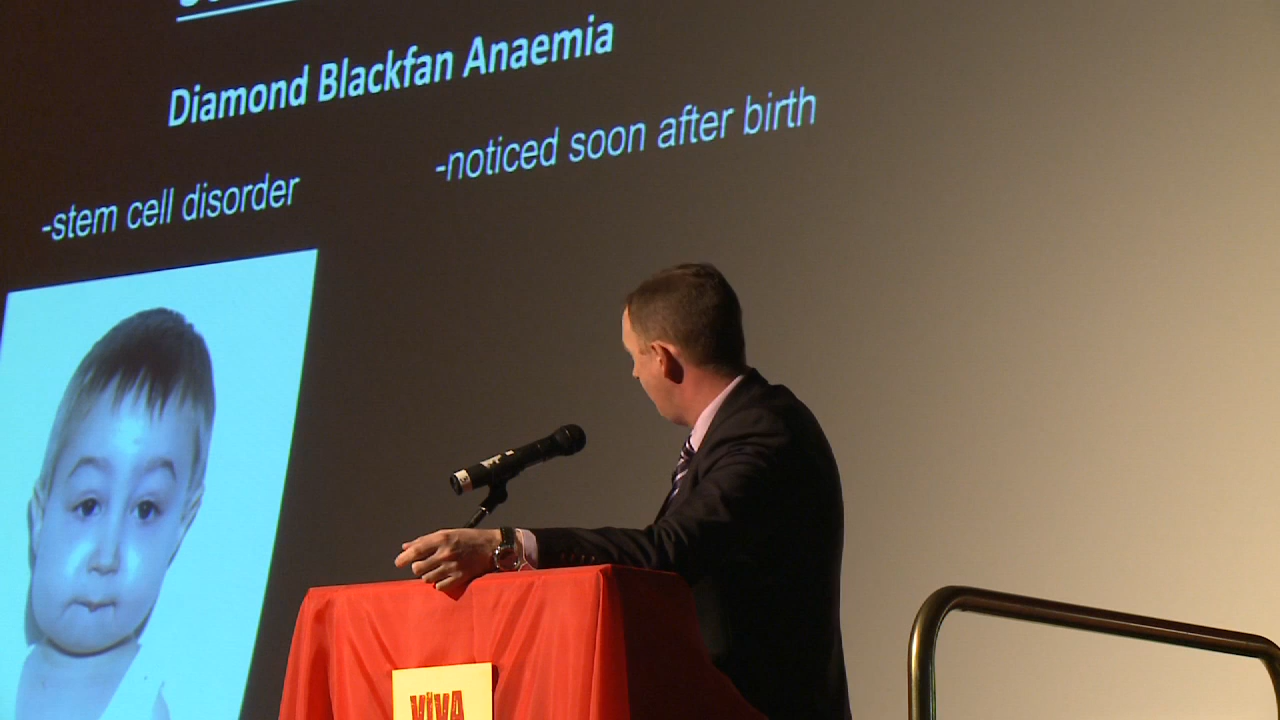 Diamond Blackfan Anaemia
-noticed soon after birth
-stem cell disorder
VIVA